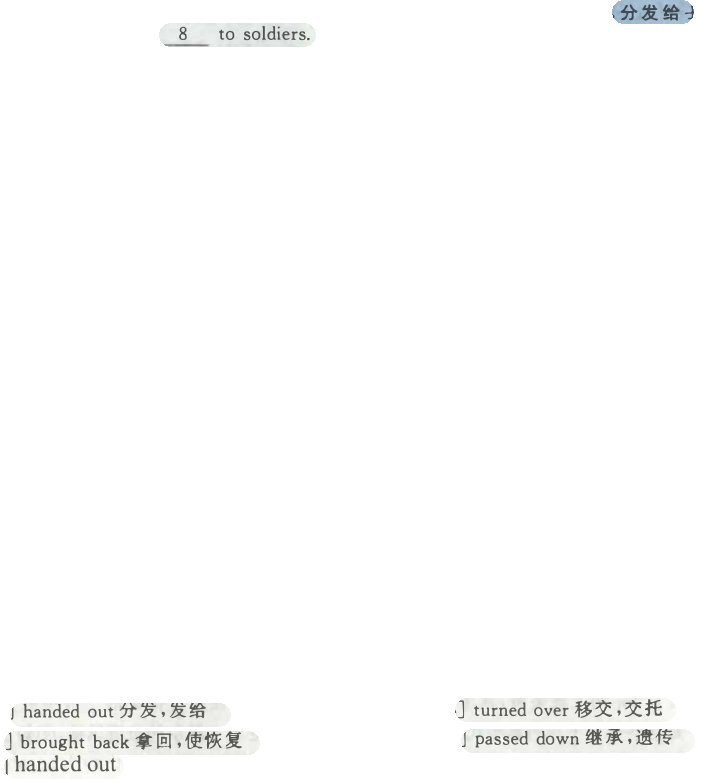 分发给
8 to soldiers.
handed out 分发,发给
turned over 移交,交托
] brought back 拿回,使恢复
passed down 继承,遗传
handed out